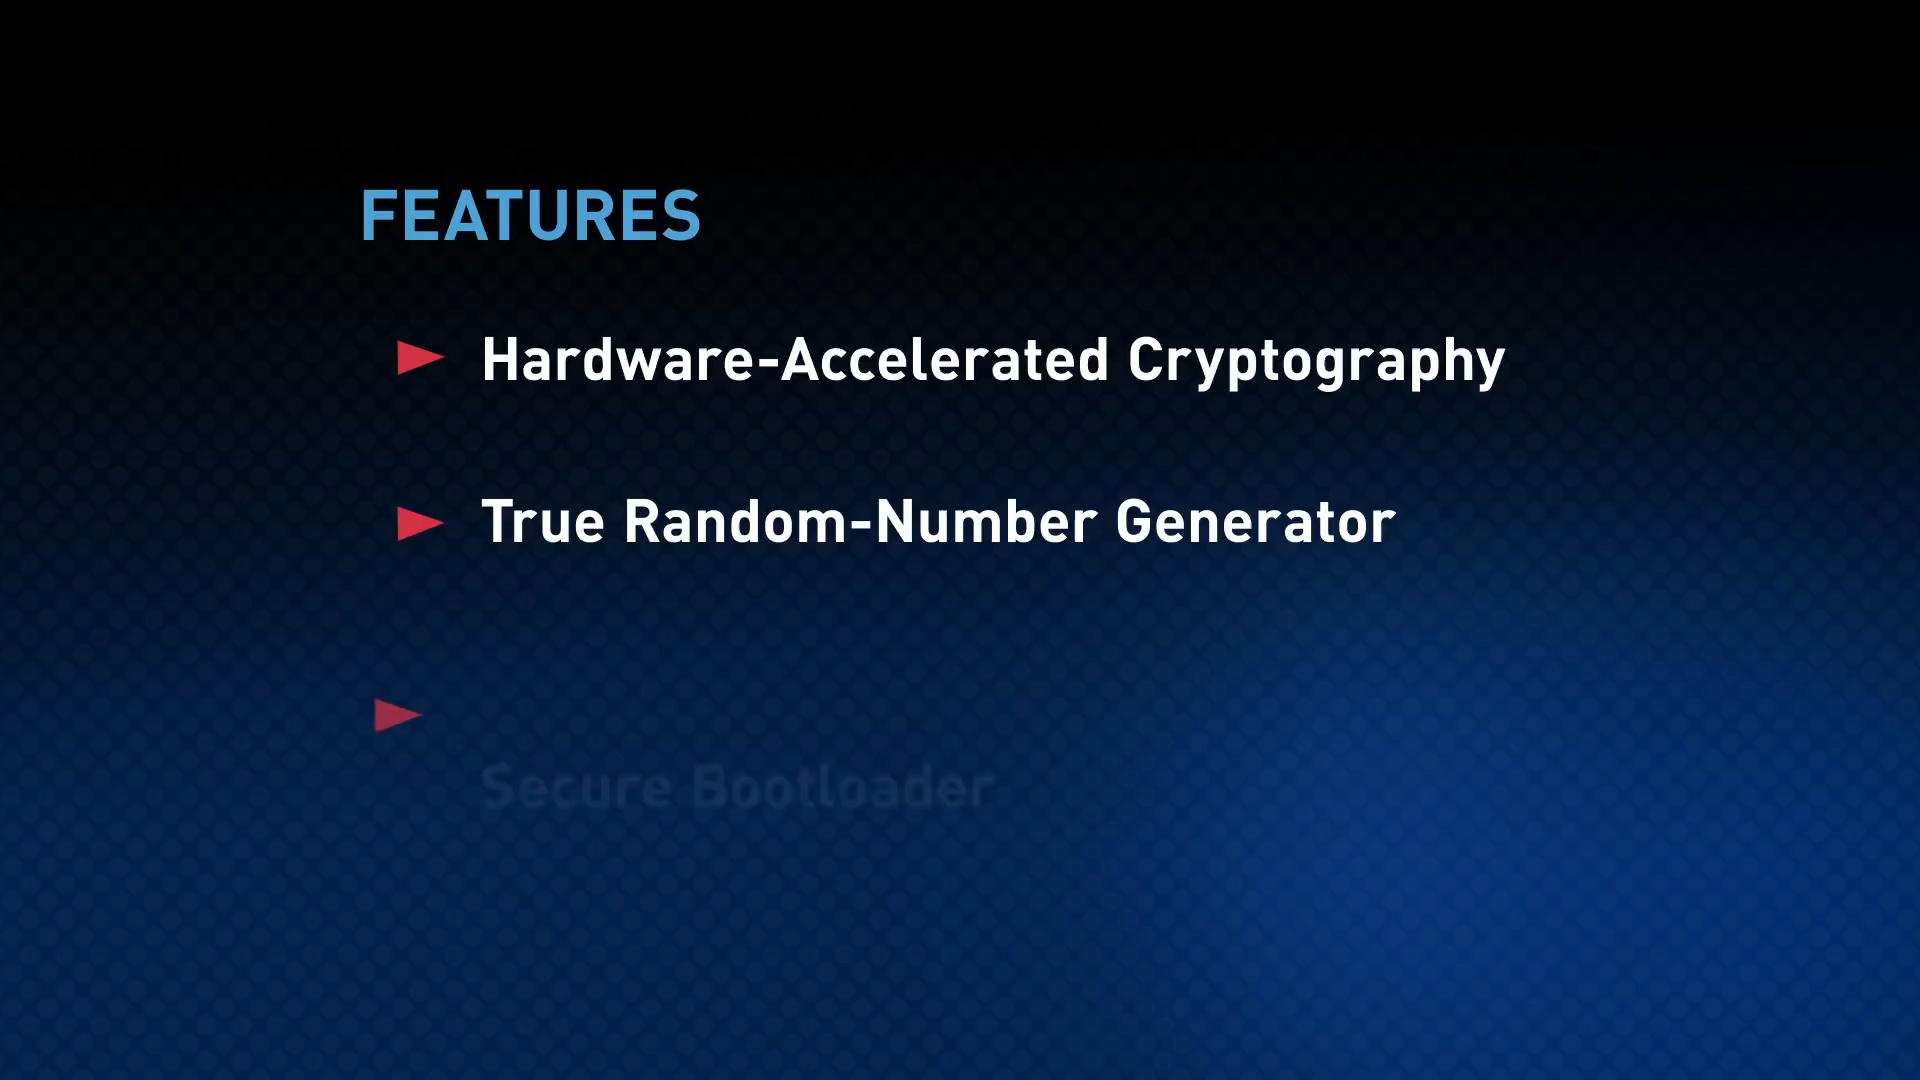 FEATURES
Hardware-Accelerated Cryptography
True Random-Number Generator
Secure Bootloader